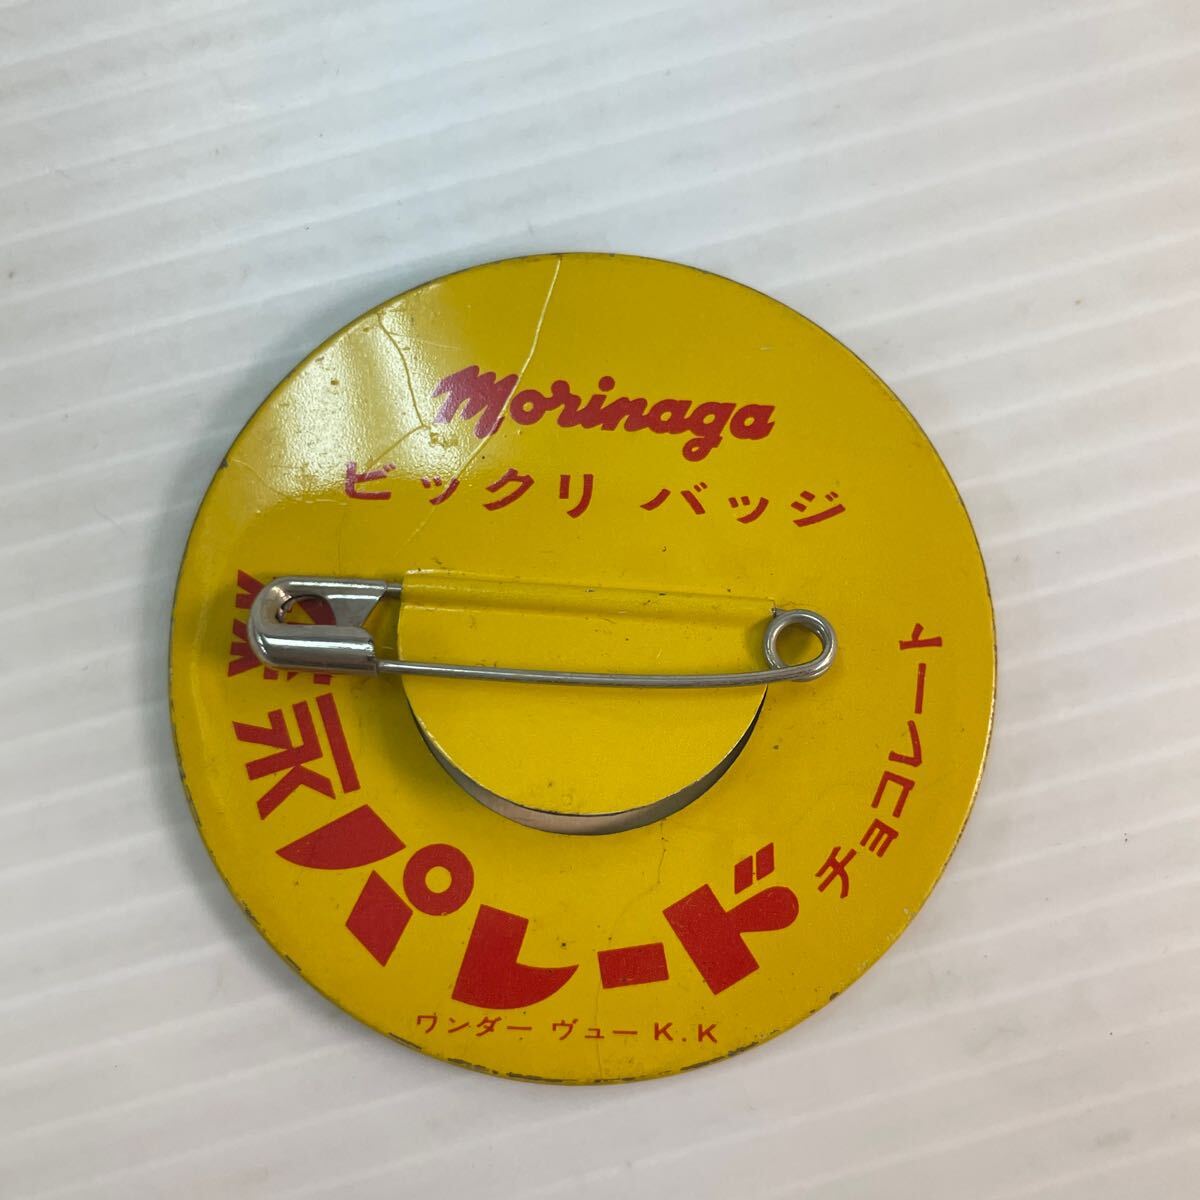 Morinaga
ビックリ バッジ
森永パレード チョコレート
ワンダー ヴュー K.K